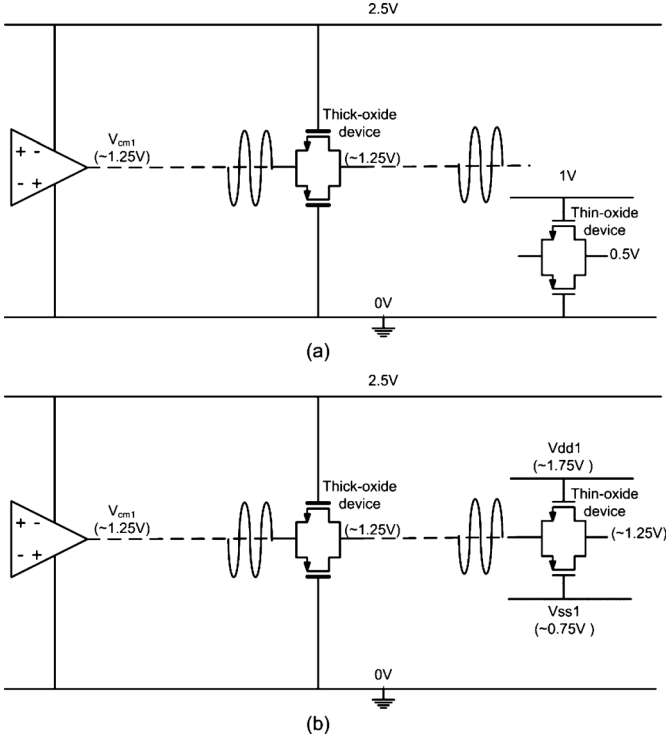 2.5V
Thick-oxide
device
Vcm1
(~1.25V)
(~1.25V)
+ -
- +
1V
Thin-oxide
device
0.5V
0V
(a)
2.5V
Vdd1
(~1.75V )
Thick-oxide
device
Thin-oxide
device
Vcm1
(~1.25V)
(~1.25V)
(~1.25V)
+ -
- +
Vss1
(~0.75V )
0V
(b)